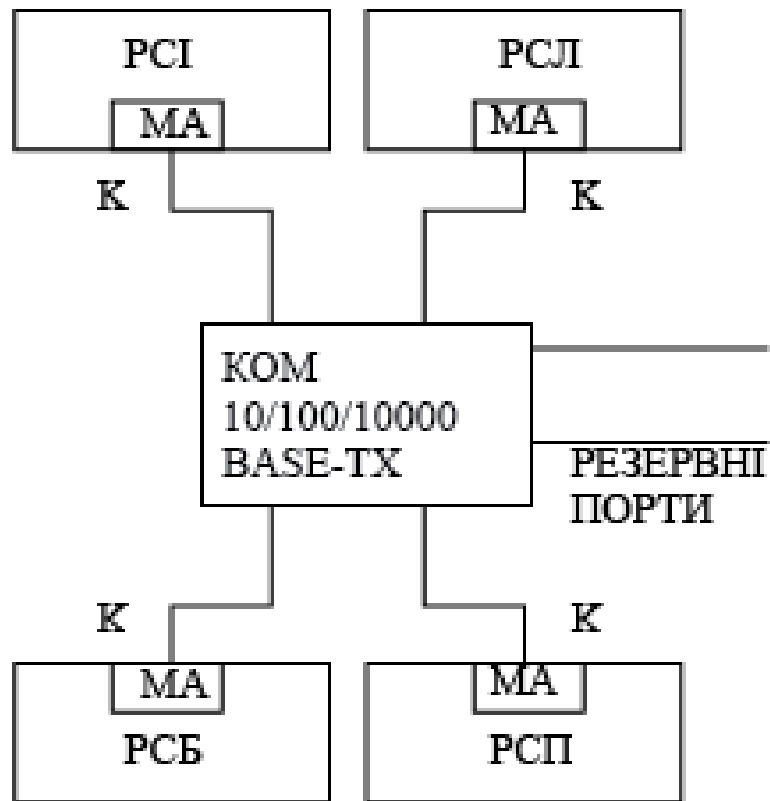 РСІ
РСЛ
МА
МА
К
К
КОМ
10/100/10000
BASE-TX
РЕЗЕРВНІ
ПОРТИ
К
К
МА
МА
РСБ
РСП